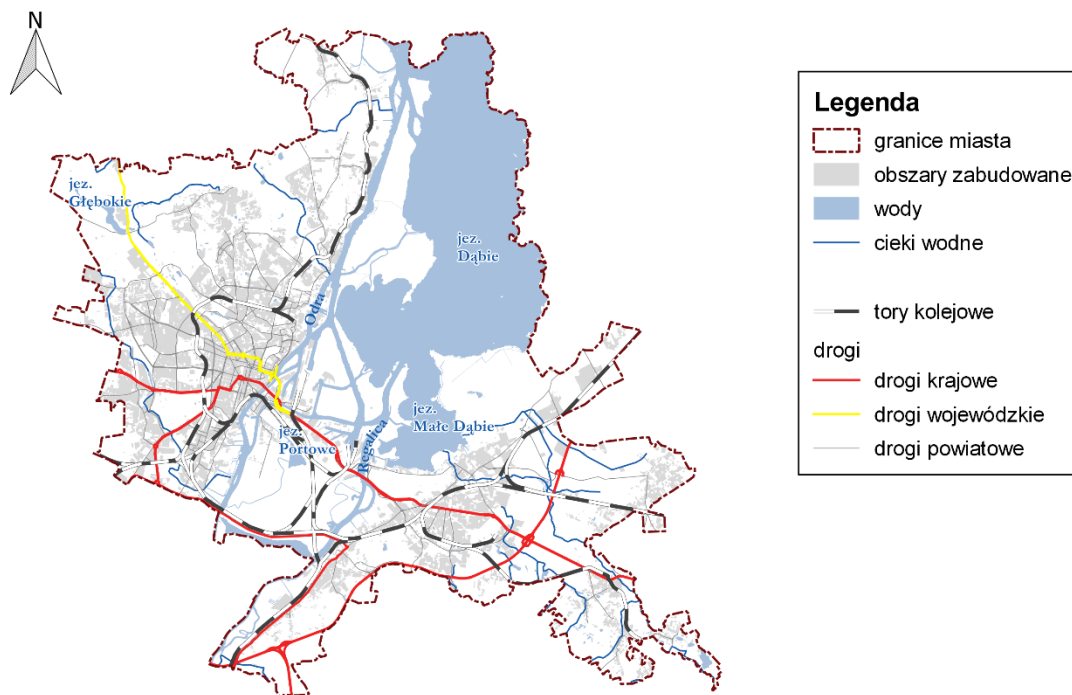 N
jez.
Głębokie
jez.
Dąbie
Odra
jez.
Małe Dąbie
jez.
Portowe
Regalica
Legenda
granice miasta
obszary zabudowane
wody
cieki wodne
tory kolejowe
drogi
drogi krajowe
drogi wojewódzkie
drogi powiatowe